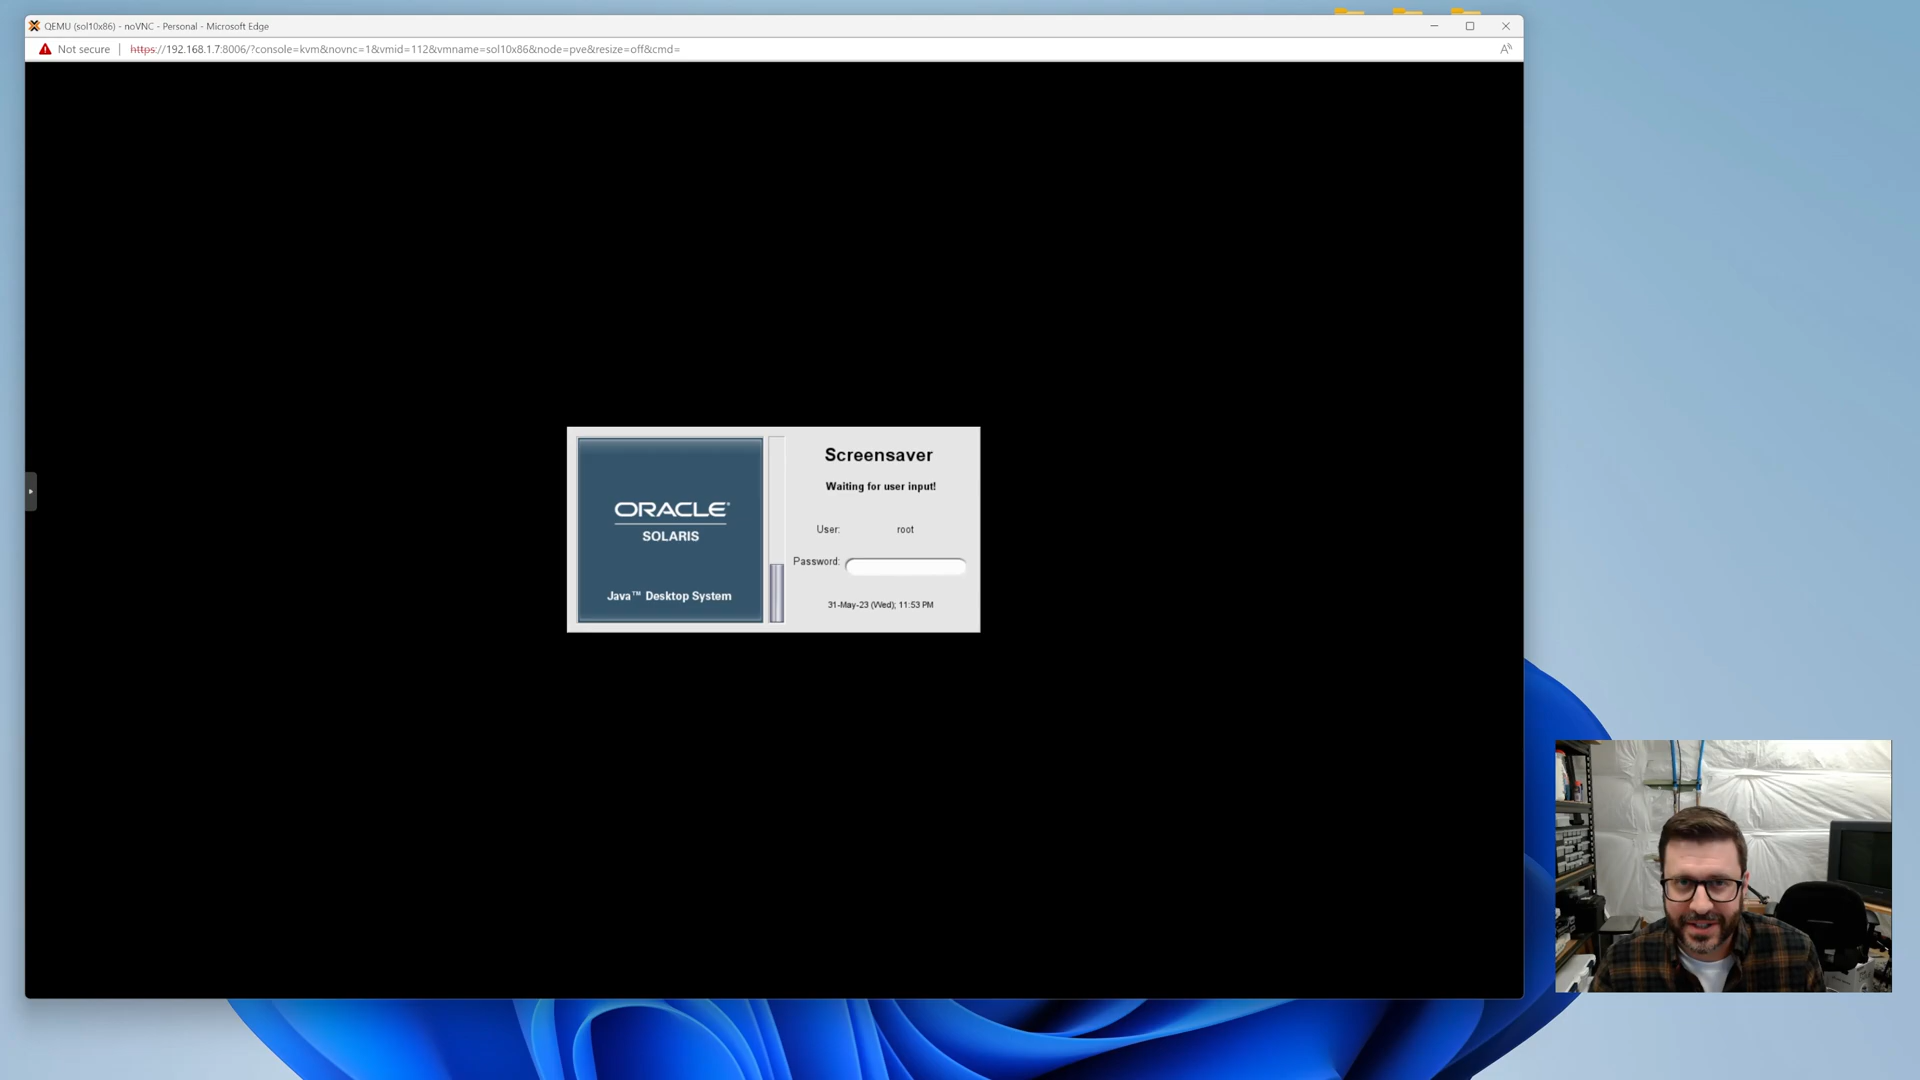 QEMU (sol10x86) - noVNC - Personal - Microsoft Edge
Not secure | https://192.168.1.7:8006/?console=kvm&novnc=1&vmid=112&vmname=sol10x86&node=pve&resize=off&cmd=
ORACLE®
SOLARIS
Java™ Desktop System
Screensaver
Waiting for user input!
User: root
Password:
31-May-23 (Wed); 11:53 PM